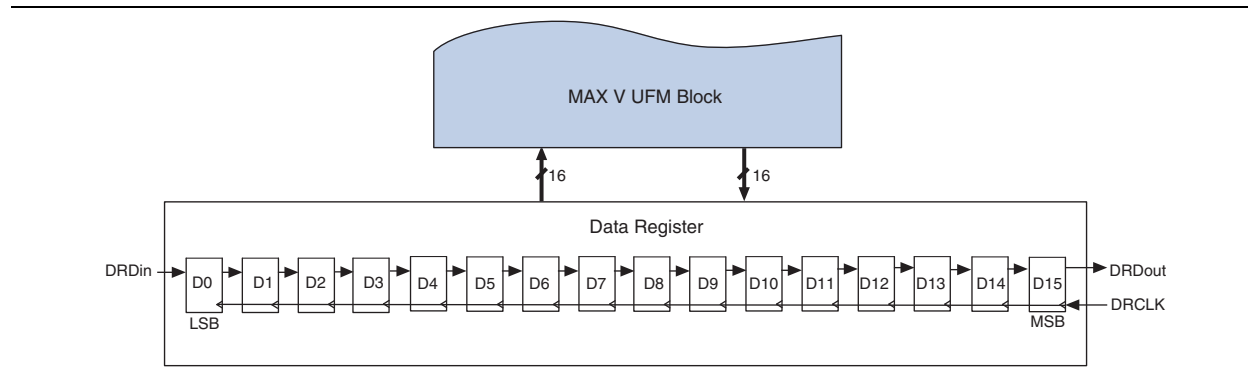 MAX V UFM Block
16 16
Data Register
DRDin D0 D1 D2 D3 D4 D5 D6 D7 D8 D9 D10 D11 D12 D13 D14 D15 DRDout
DRCLK
LSB MSB